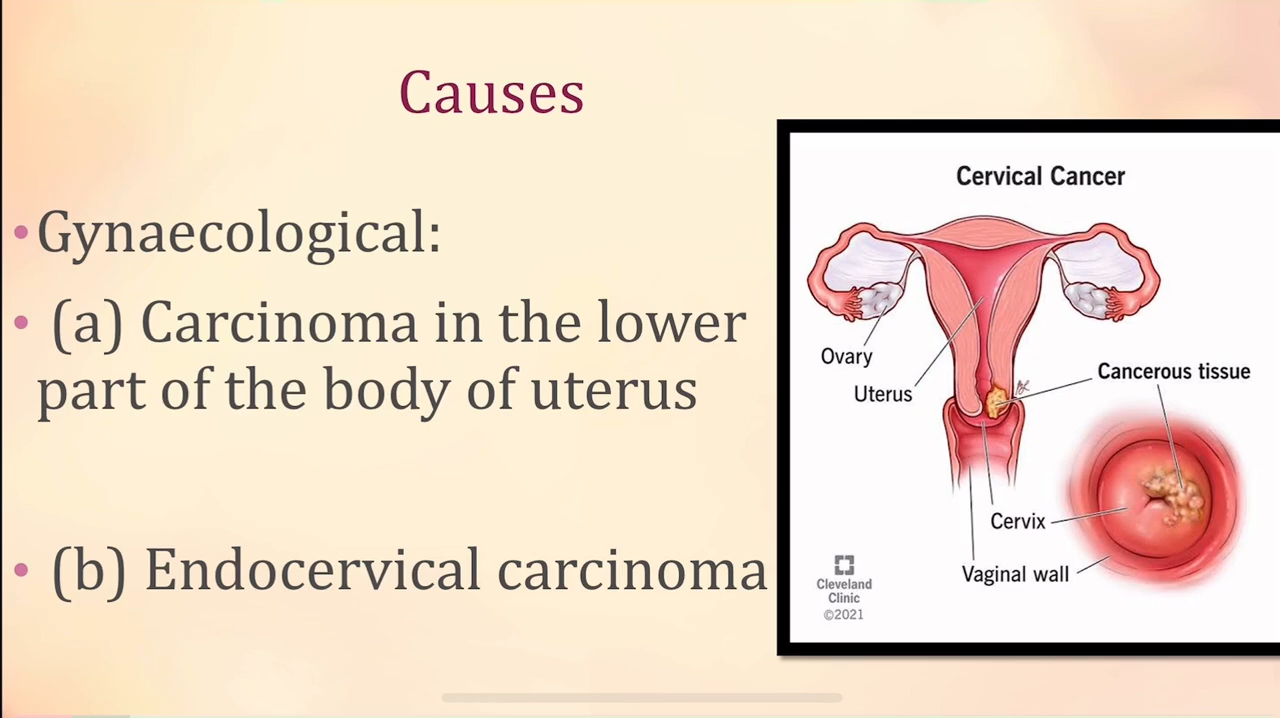 Causes
• Gynaecological:
• (a) Carcinoma in the lower
part of the body of uterus
• (b) Endocervical carcinoma
Cervical Cancer
Ovary
Uterus
Cancerous tissue
Cervix
Vaginal wall
Cleveland
Clinic
©2021